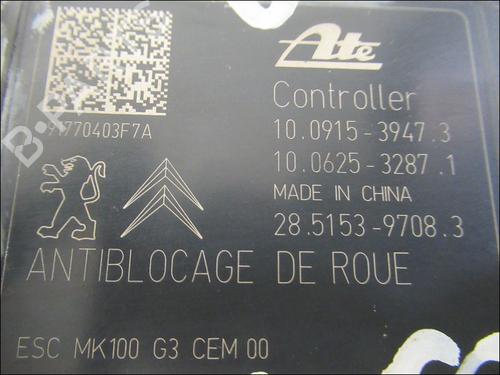 Ate
Controller
91770403F7A
10.0915-3947.3
10.0625-3287.1
MADE IN CHINA
28.5153-9708.3
ANTIBLOCAGE DE ROUE
ESC MK100 G3 CEM 00